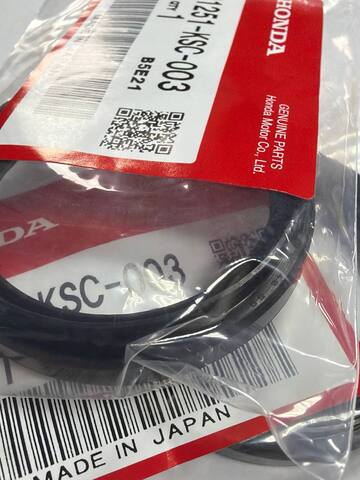 HONDA
GENUINE PARTS
Honda Motor Co., Ltd.
1251-KSC-003
QTY 1
B5E21
HONDA
KSC-003
MADE IN JAPAN